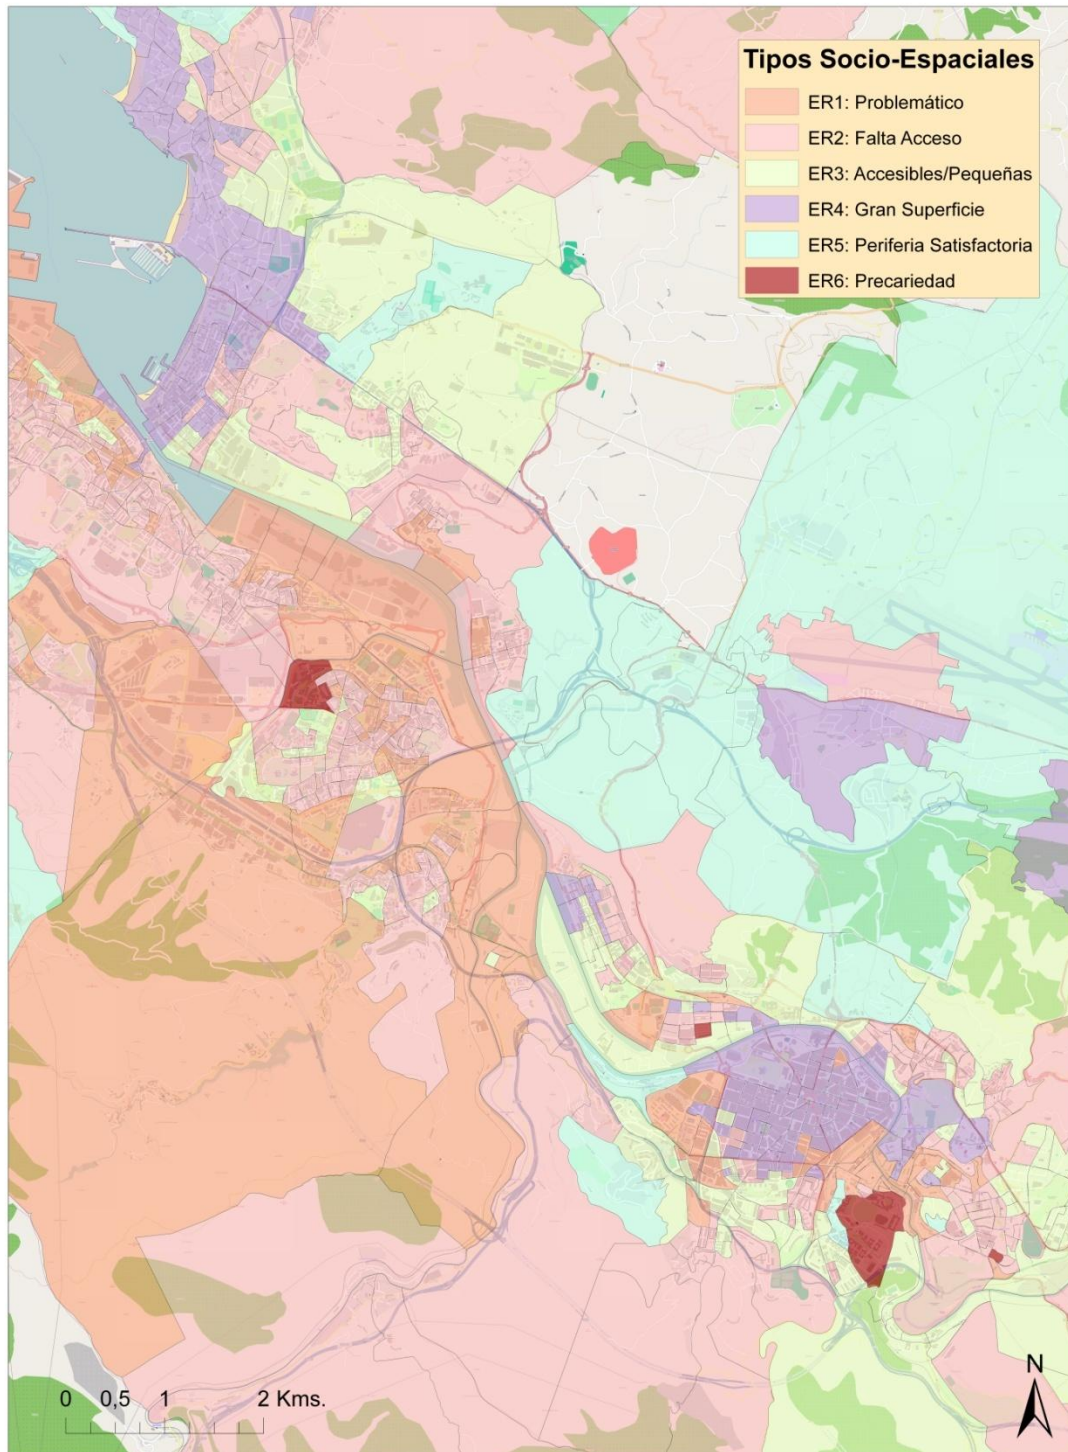 Tipos Socio-Espaciales
ER1: Problemático
ER2: Falta Acceso
ER3: Accesibles/Pequeñas
ER4: Gran Superficie
ER5: Periferia Satisfactoria
ER6: Precariedad
N
0 0,5 1 2 Kms.